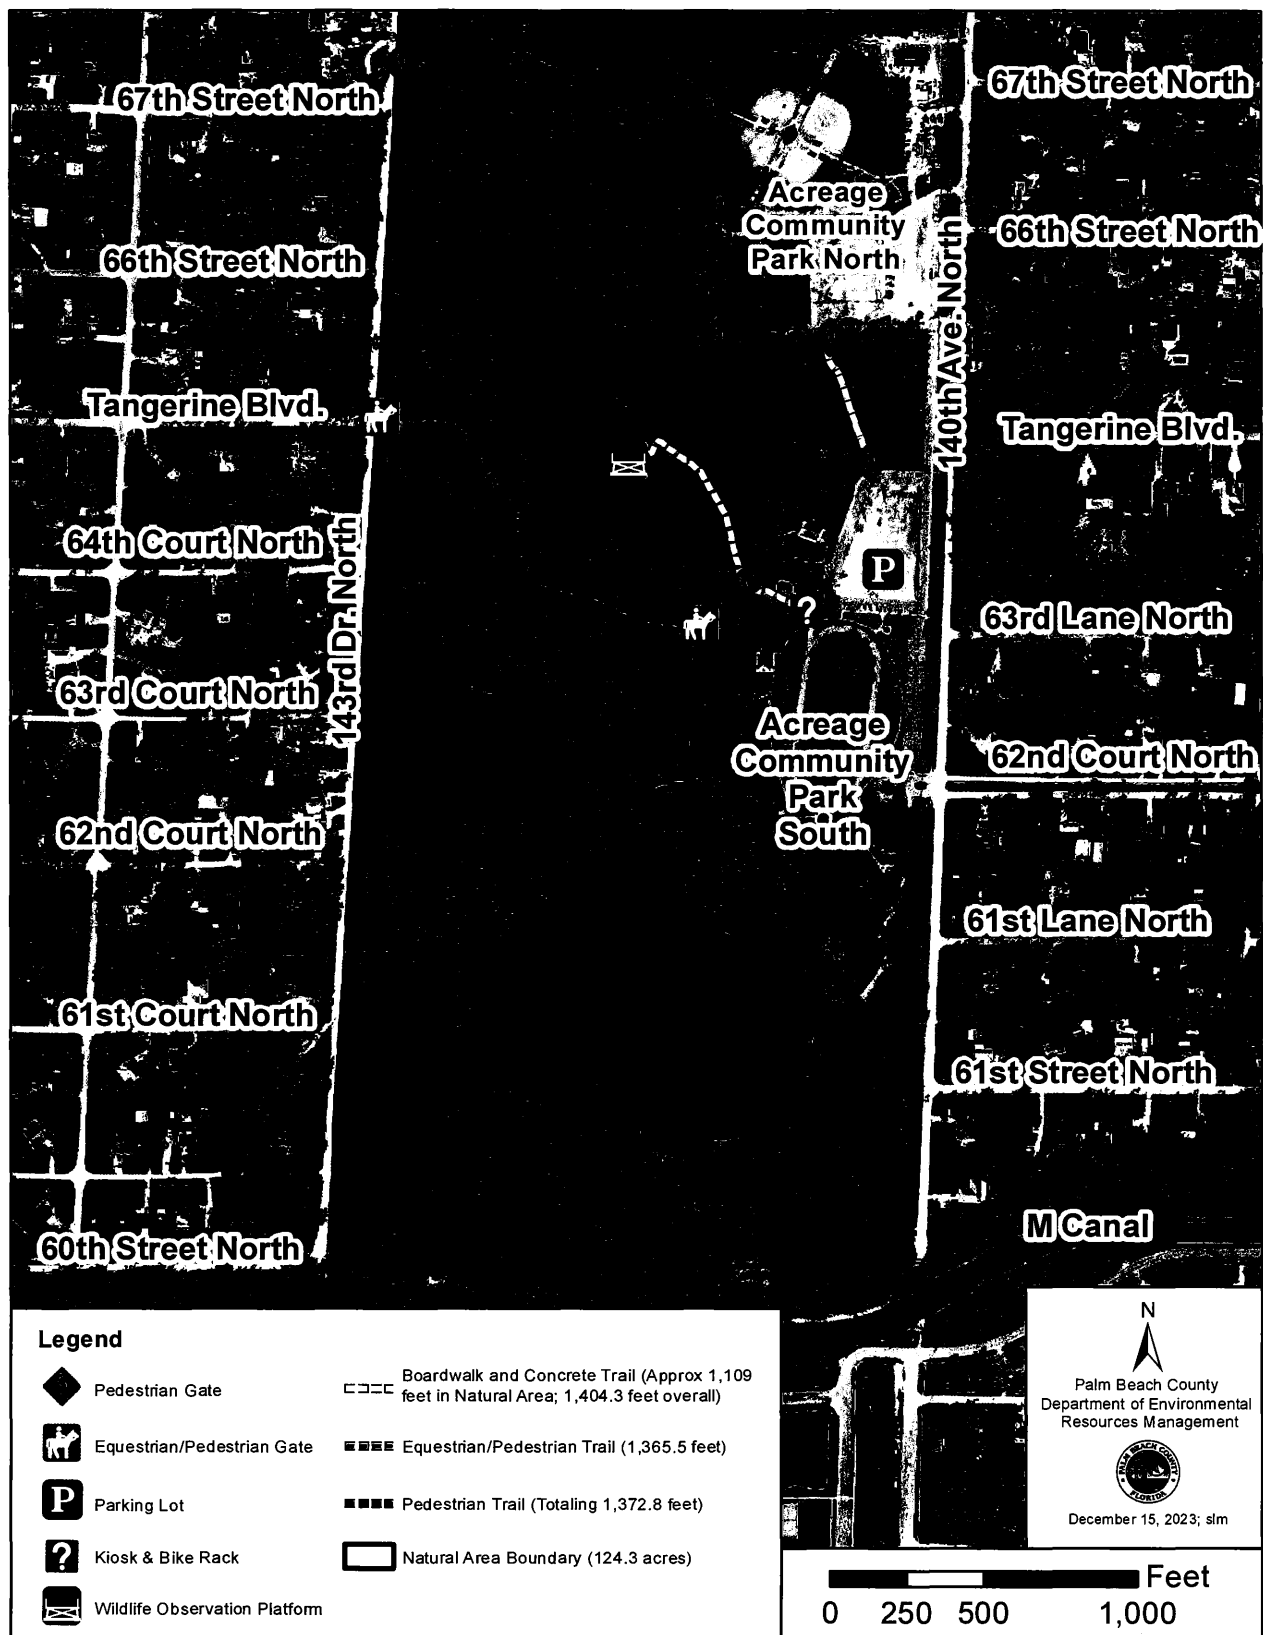 67th Street North
67th Street North
Acreage
Community
Park North
66th Street North
66th Street North
140th Ave. North
Tangerine Blvd.
Tangerine Blvd.
64th Court North
143rd Dr. North
P
?
63rd Lane North
63rd Court North
Acreage
Community
Park
South
62nd Court North
62nd Court North
61st Lane North
61st Court North
61st Street North
M Canal
60th Street North
Legend
Pedestrian Gate
Equestrian/Pedestrian Gate
P Parking Lot
? Kiosk & Bike Rack
Wildlife Observation Platform
Boardwalk and Concrete Trail (Approx 1,109
feet in Natural Area; 1,404.3 feet overall)
Equestrian/Pedestrian Trail (1,365.5 feet)
Pedestrian Trail (Totaling 1,372.8 feet)
Natural Area Boundary (124.3 acres)
N
Palm Beach County
Department of Environmental
Resources Management
PALM BEACH COUNTY
FLORIDA
December 15, 2023; slm
Feet
0 250 500 1,000